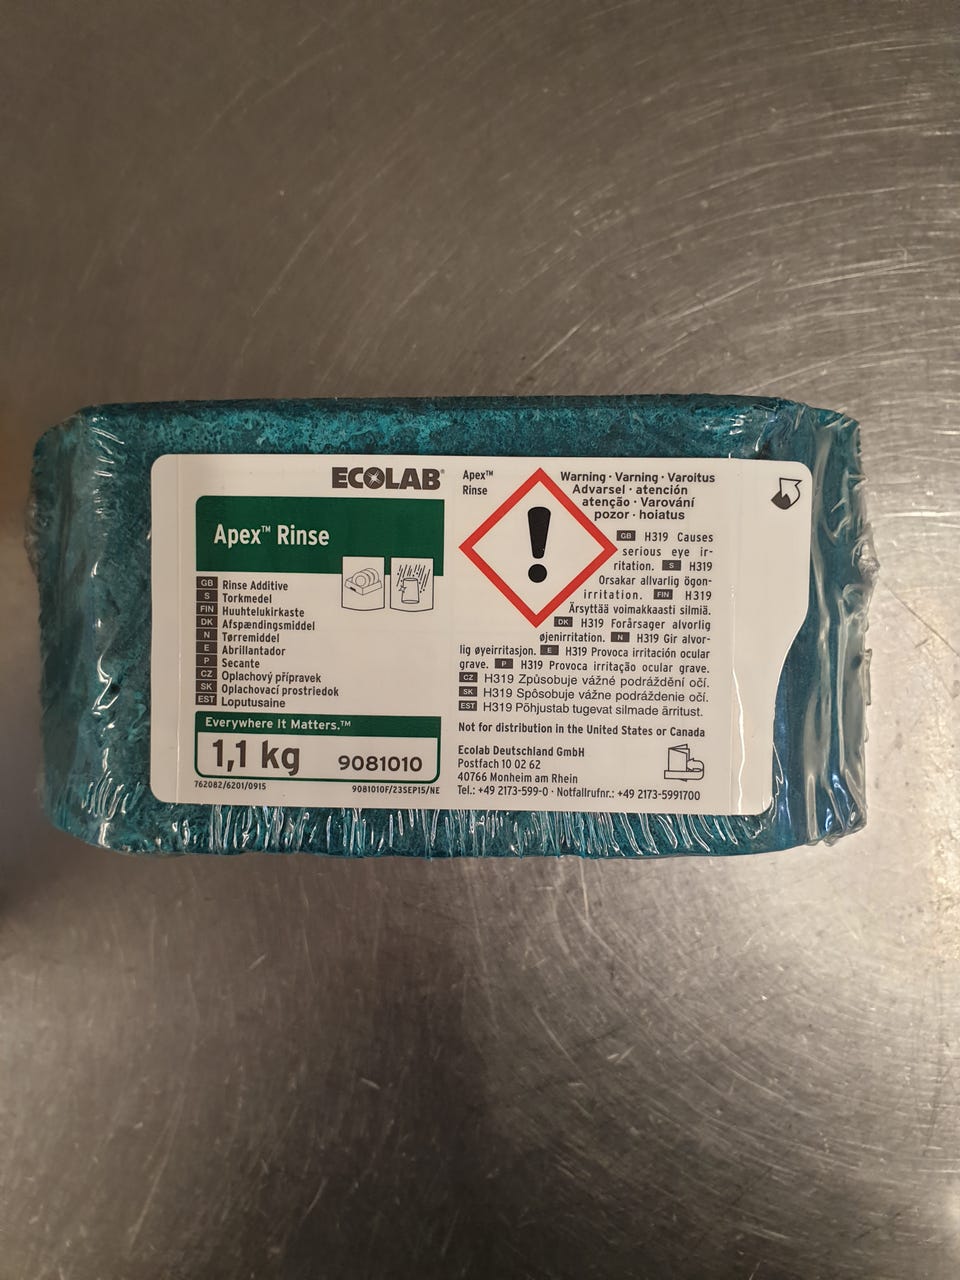 ECOLAB®
Apex™ Rinse
GB Rinse Additive
S Torkmedel
FIN Huuhtelukirkaste
DK Afspændingsmiddel
N Tørremiddel
E Abrillantador
P Secante
CZ Oplachový přípravek
SK Oplachovací prostriedok
EST Loputusaine
Everywhere It Matters.™
1,1 kg 9081010
762082/6201/0915 9081010F/23SEP15/NE
Apex™
Rinse
Warning · Varning · Varoitus
Advarsel · atención
atenção · Varování
pozor · hoiatus
GB H319 Causes
serious eye ir-
ritation. S H319
Orsakar allvarlig ögon-
irritation. FIN H319
Ärsyttää voimakkaasti silmiä.
DK H319 Forårsager alvorlig
øjenirritation. N H319 Gir alvor-
lig øyeirritasjon. E H319 Provoca irritación ocular
grave. P H319 Provoca irritação ocular grave.
CZ H319 Způsobuje vážné podráždění očí.
SK H319 Spôsobuje vážne podráždenie očí.
EST H319 Põhjustab tugevat silmade ärritust.
Not for distribution in the United States or Canada
Ecolab Deutschland GmbH
Postfach 10 02 62
40766 Monheim am Rhein
Tel.: +49 2173-599-0 · Notfallrufnr.: +49 2173-5991700